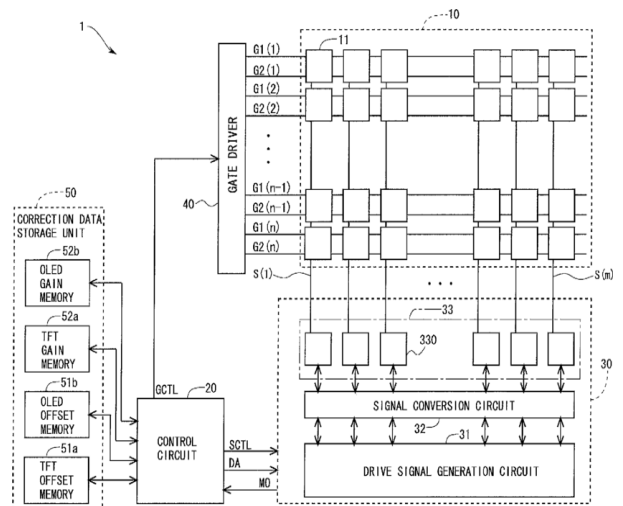 1
10
11
G1(1)
G2(1)
G1(2)
G2(2)
GATE DRIVER
40
G1(n-1)
G2(n-1)
G1(n)
G2(n)
S(1)
S(m)
50
CORRECTION DATA
STORAGE UNIT
52b
OLED
GAIN
MEMORY
52a
TFT
GAIN
MEMORY
51b
OLED
OFFSET
MEMORY
51a
TFT
OFFSET
MEMORY
GCTL
20
CONTROL
CIRCUIT
SCTL
DA
MO
33
330
30
SIGNAL CONVERSION CIRCUIT
32
31
DRIVE SIGNAL GENERATION CIRCUIT